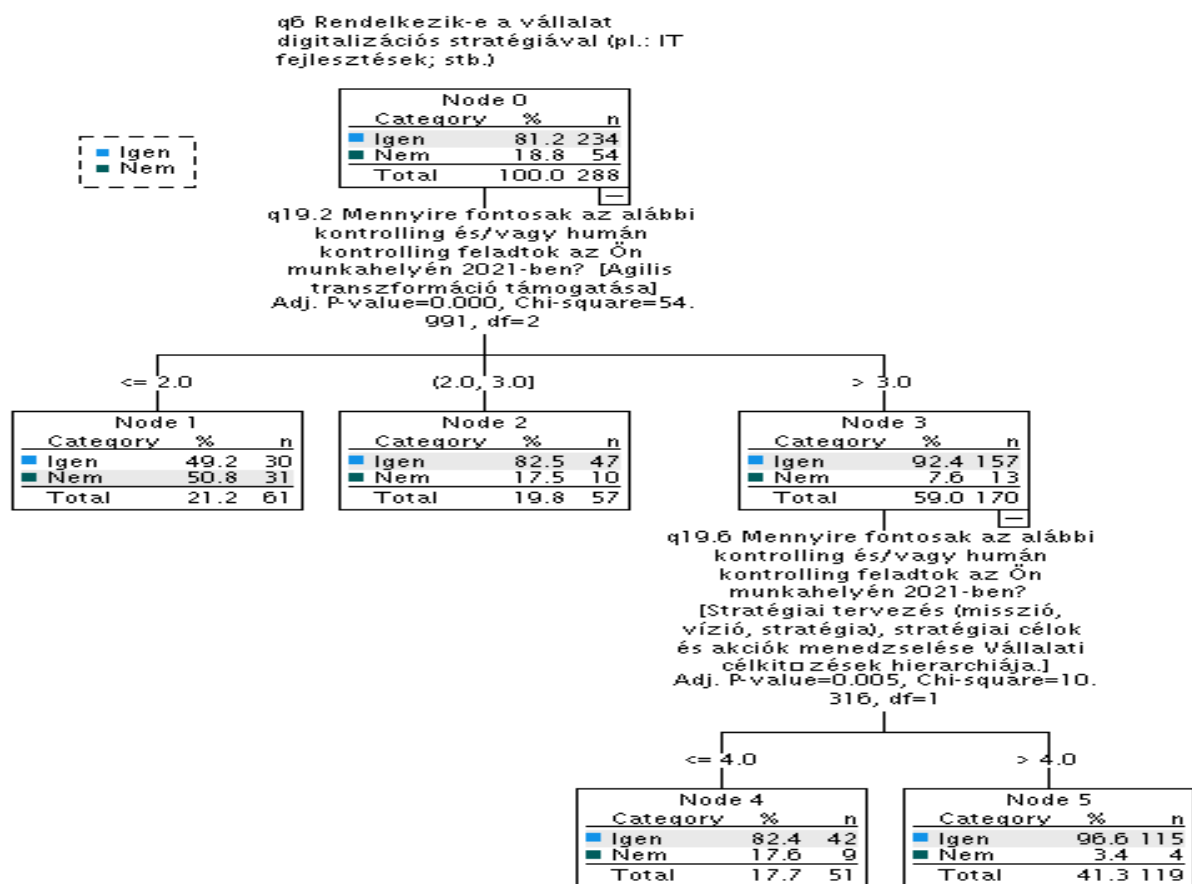 q6 Rendelkezik-e a vállalat
digitalizációs stratégiával (pl.: IT
fejlesztések; stb.)
Igen
Nem
Node 0
Category % n
Igen 81.2 234
Nem 18.8 54
Total 100.0 288
q19.2 Mennyire fontosak az alábbi
kontrolling és/vagy humán
kontrolling feladtok az Ön
munkahelyén 2021-ben? [Agilis
transzformáció támogatása]
Adj. P-value=0.000, Chi-square=54.
991, df=2
<= 2.0
(2.0, 3.0]
> 3.0
Node 1
Category % n
Igen 49.2 30
Nem 50.8 31
Total 21.2 61
Node 2
Category % n
Igen 82.5 47
Nem 17.5 10
Total 19.8 57
Node 3
Category % n
Igen 92.4 157
Nem 7.6 13
Total 59.0 170
q19.6 Mennyire fontosak az alábbi
kontrolling és/vagy humán
kontrolling feladtok az Ön
munkahelyén 2021-ben?
[Stratégiai tervezés (misszió,
vízió, stratégia), stratégiai célok
és akciók menedzselése Vállalati
célkit□zések hierarchiája.]
Adj. P-value=0.005, Chi-square=10.
316, df=1
<= 4.0
> 4.0
Node 4
Category % n
Igen 82.4 42
Nem 17.6 9
Total 17.7 51
Node 5
Category % n
Igen 96.6 115
Nem 3.4 4
Total 41.3 119